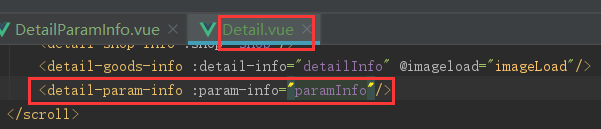 DetailParamInfo.vue Detail.vue
<detail-shop-info :shop="shop"/>
<detail-goods-info :detail-info="detailInfo" @imageload="imageLoad"/>
<detail-param-info :param-info="paramInfo"/>
</scroll>